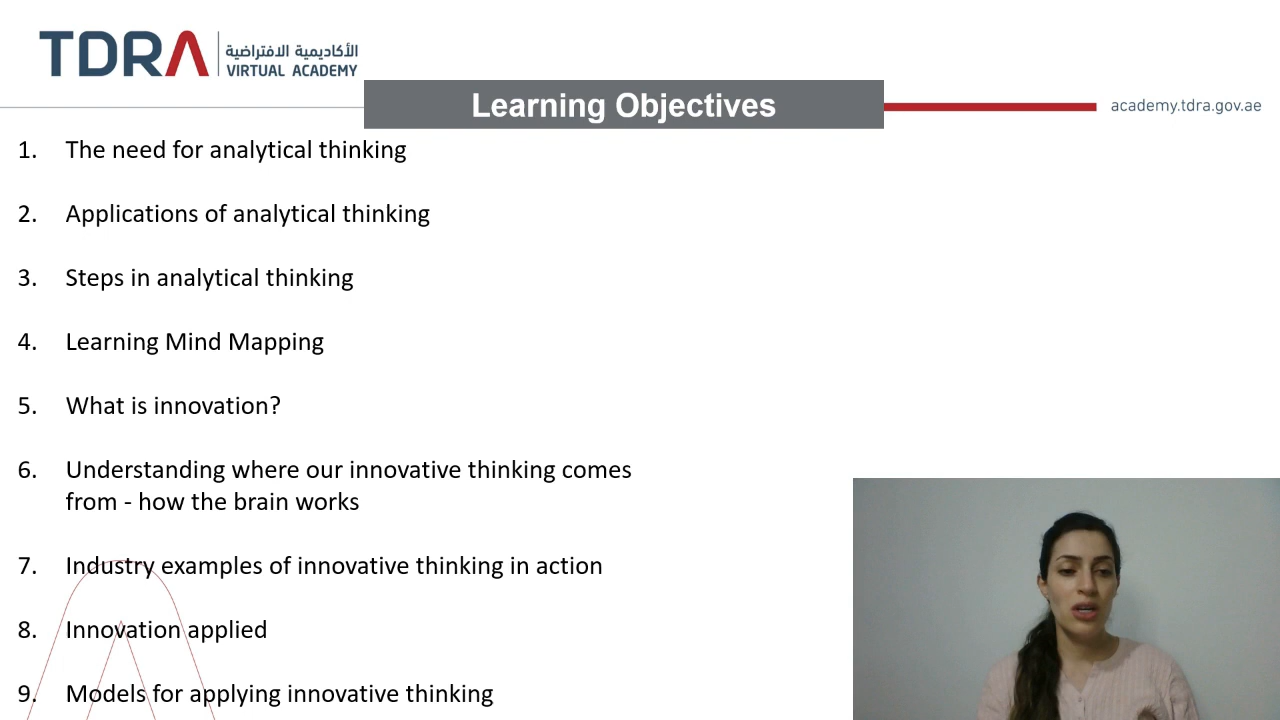 TDRA
الأكاديمية الافتراضية
VIRTUAL ACADEMY
Learning Objectives
academy.tdra.gov.ae
1. The need for analytical thinking
2. Applications of analytical thinking
3. Steps in analytical thinking
4. Learning Mind Mapping
5. What is innovation?
6. Understanding where our innovative thinking comes
from - how the brain works
7. Industry examples of innovative thinking in action
8. Innovation applied
9. Models for applying innovative thinking